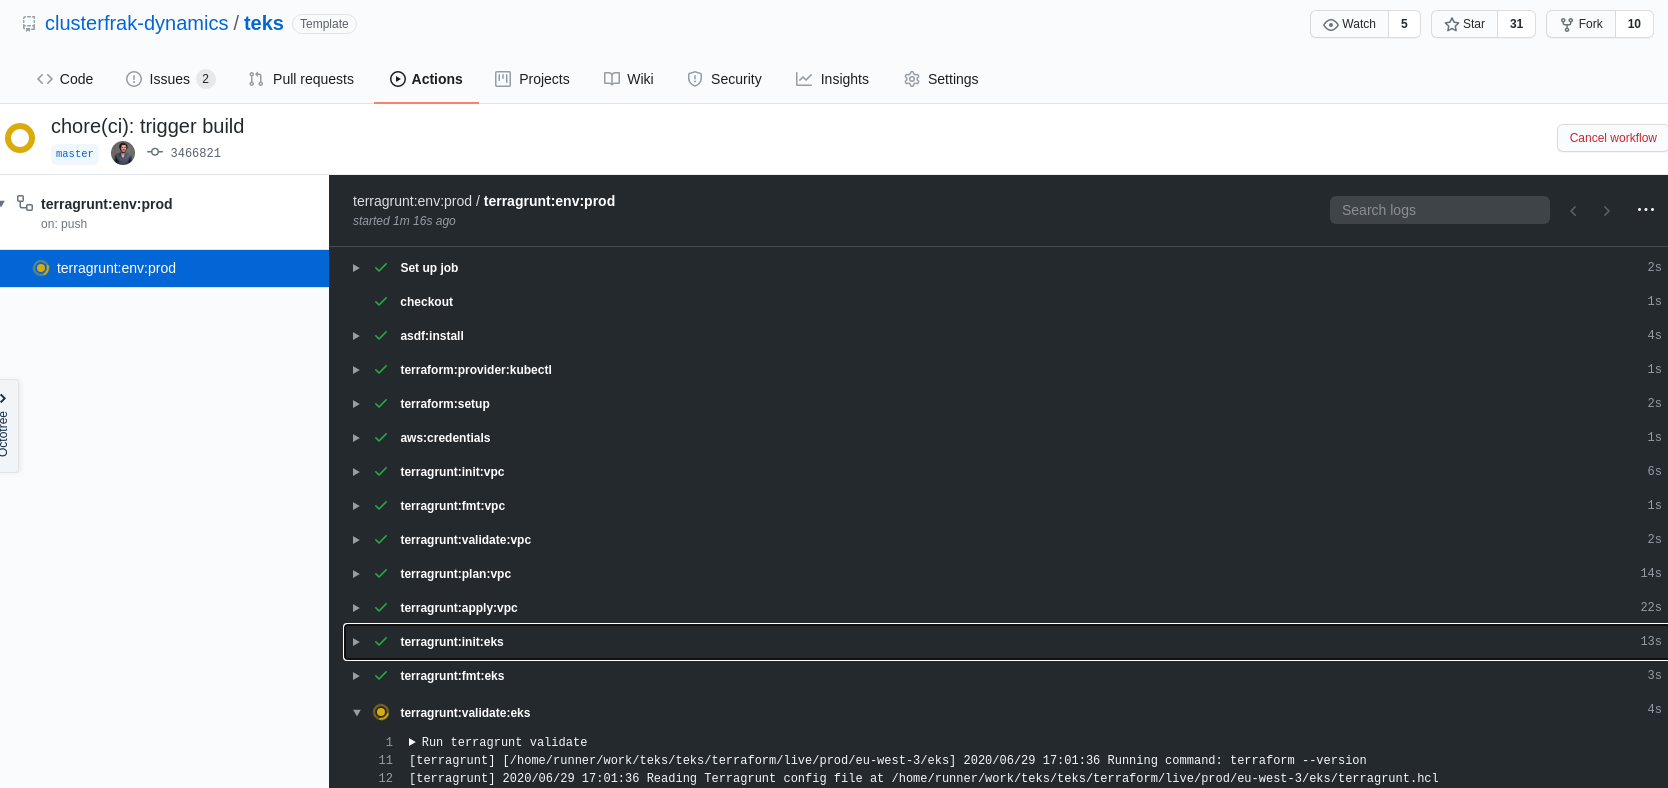 clusterfrak-dynamics / teks Template
Watch 5 Star 31 Fork 10
Code Issues 2 Pull requests Actions Projects Wiki Security Insights Settings
chore(ci): trigger build
master 3466821
Cancel workflow
terragrunt:env:prod
on: push
terragrunt:env:prod
Octotree
terragrunt:env:prod / terragrunt:env:prod
started 1m 16s ago
Search logs
Set up job 2s
checkout 1s
asdf:install 4s
terraform:provider:kubectl 1s
terraform:setup 2s
aws:credentials 1s
terragrunt:init:vpc 6s
terragrunt:fmt:vpc 1s
terragrunt:validate:vpc 2s
terragrunt:plan:vpc 14s
terragrunt:apply:vpc 22s
terragrunt:init:eks 13s
terragrunt:fmt:eks 3s
terragrunt:validate:eks 4s
1 Run terragrunt validate
11 [terragrunt] [/home/runner/work/teks/teks/terraform/live/prod/eu-west-3/eks] 2020/06/29 17:01:36 Running command: terraform --version
12 [terragrunt] 2020/06/29 17:01:36 Reading Terragrunt config file at /home/runner/work/teks/teks/terraform/live/prod/eu-west-3/eks/terragrunt.hcl